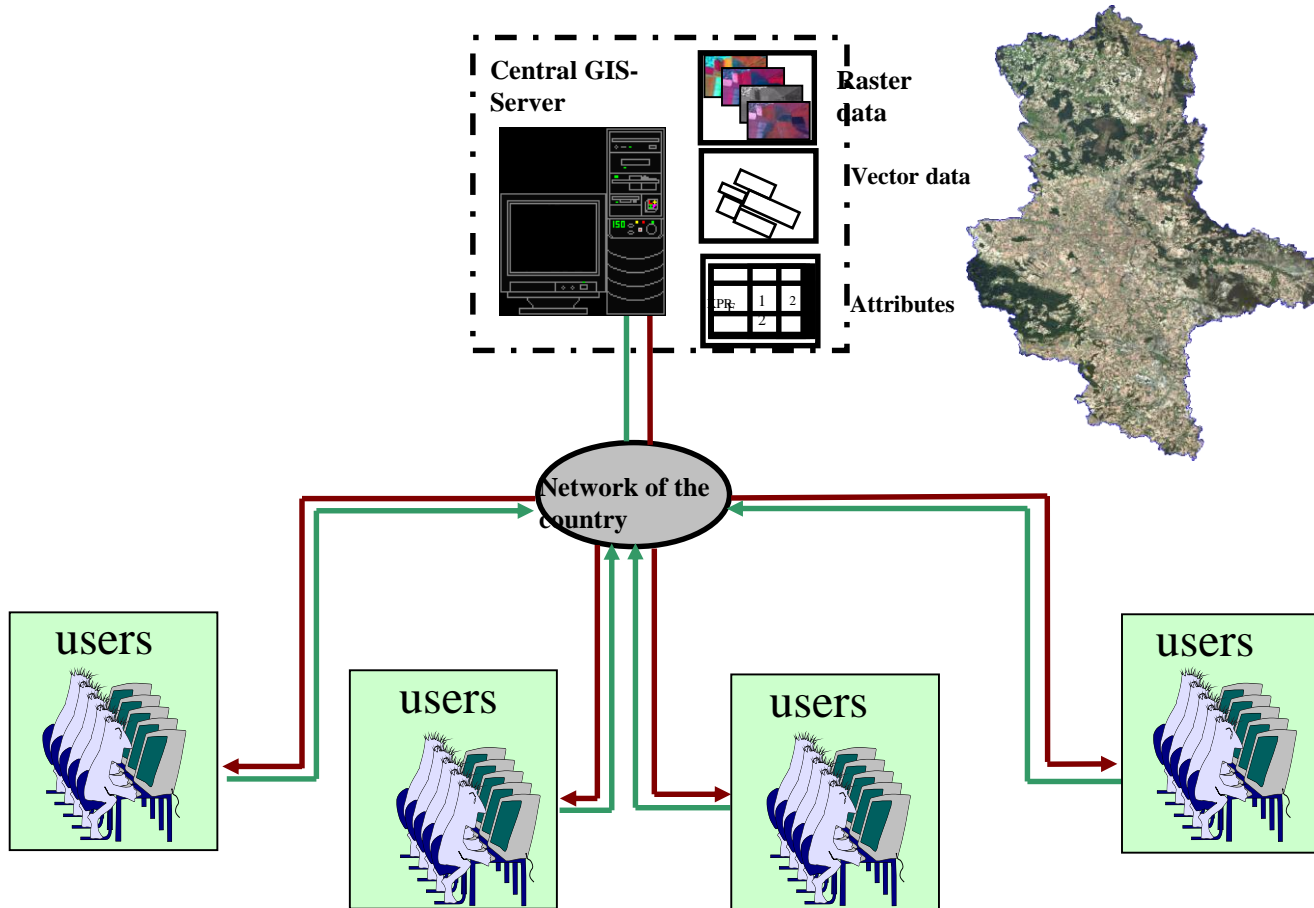 Central GIS-
Server
Raster
data
Vector data
Attributes
1
2
2
150
Network of the
country
users
users
users
users